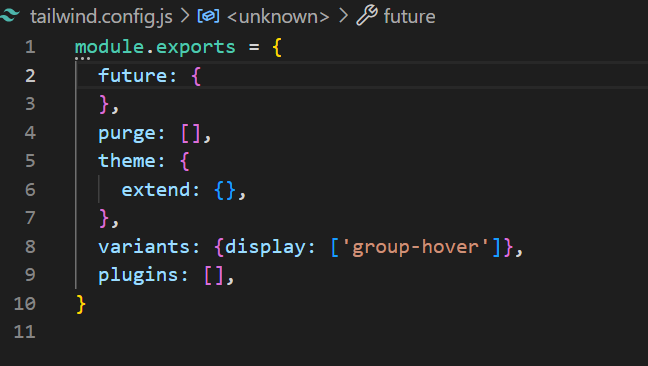 tailwind.config.js > <unknown> > future
1 module.exports = {
2 future: {
3 },
4 purge: [],
5 theme: {
6 extend: {},
7 },
8 variants: {display: ['group-hover']},
9 plugins: [],
10 }
11